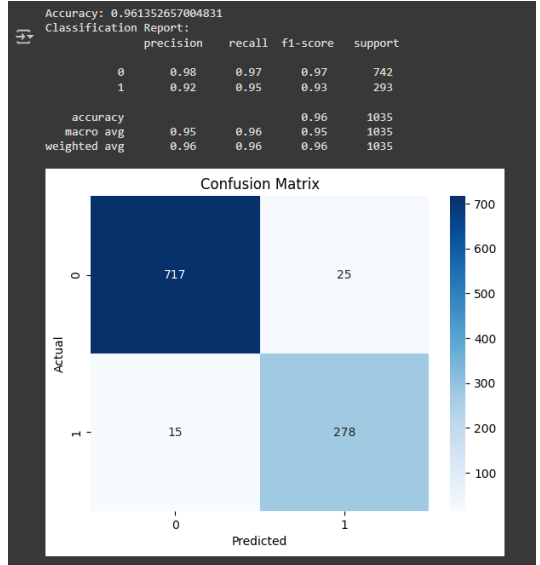 Accuracy: 0.961352657004831
Classification Report:
precision recall f1-score support
0 0.98 0.97 0.97 742
1 0.92 0.95 0.93 293
accuracy 0.96 1035
macro avg 0.95 0.96 0.95 1035
weighted avg 0.96 0.96 0.96 1035
Confusion Matrix
700
600
500
400
300
200
100
Actual
0
1
717 25
15 278
0 1
Predicted